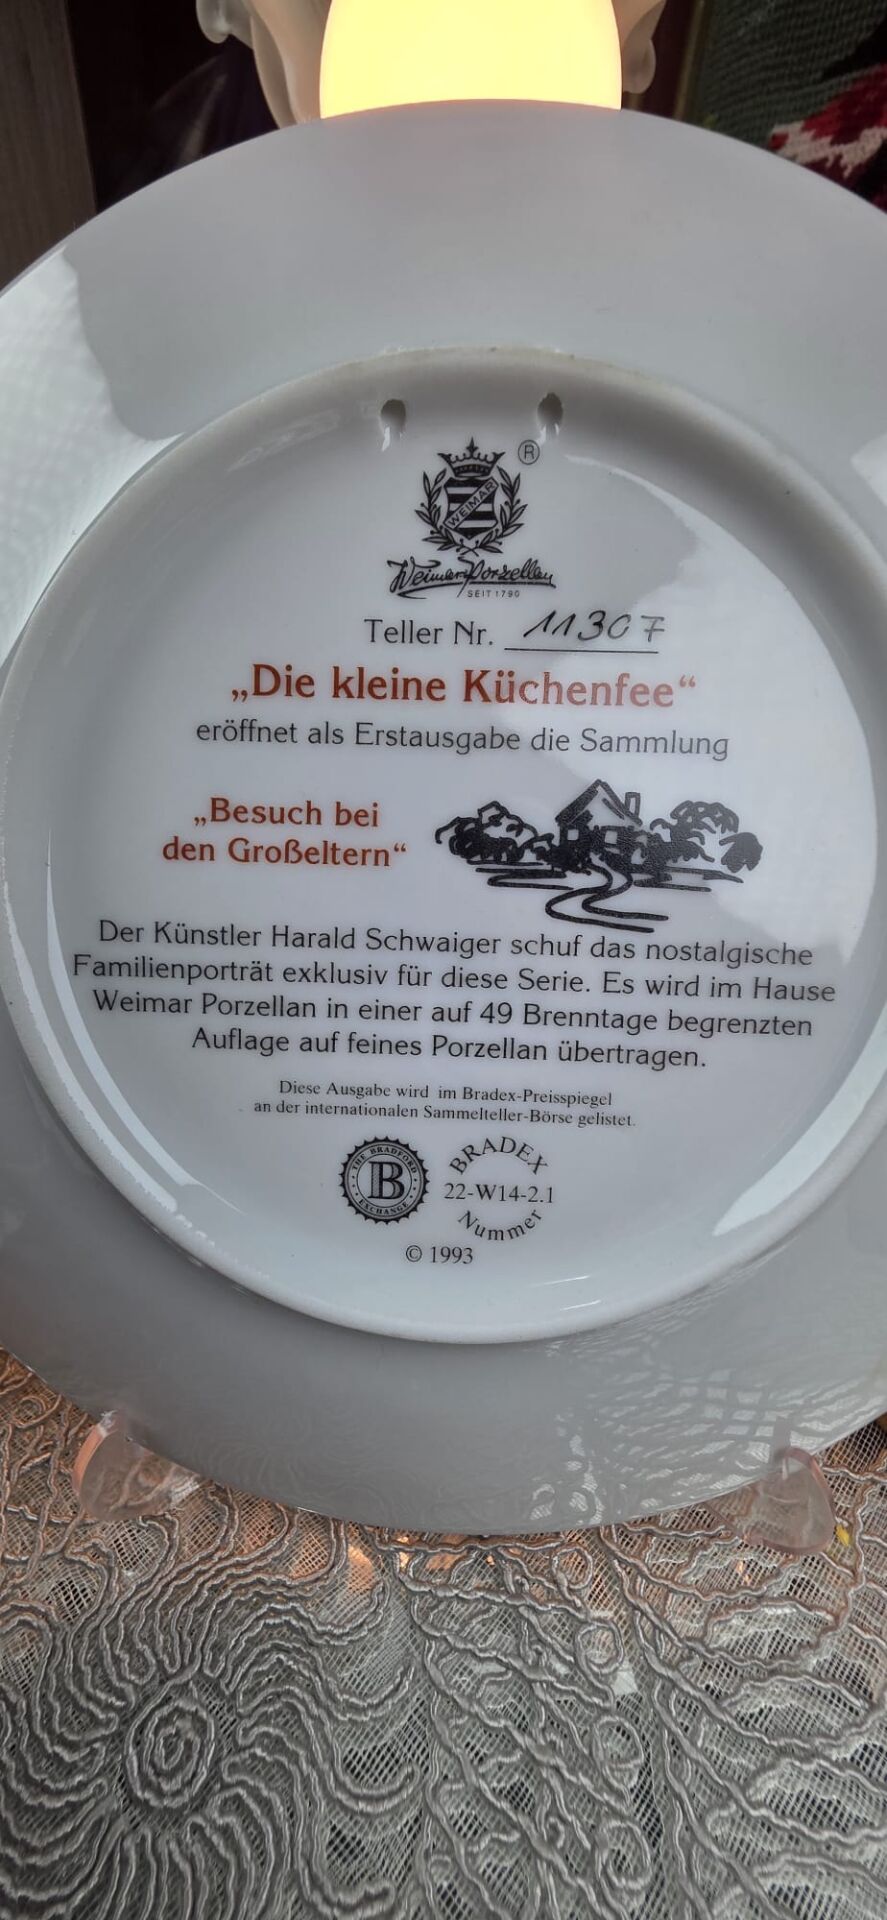 ®
WEIMAR
Weimar Porzellan
SEIT 1790
Teller Nr. 11307
„Die kleine Küchenfee“
eröffnet als Erstausgabe die Sammlung
„Besuch bei
den Großeltern“
Der Künstler Harald Schwaiger schuf das nostalgische
Familienporträt exklusiv für diese Serie. Es wird im Hause
Weimar Porzellan in einer auf 49 Brenntage begrenzten
Auflage auf feines Porzellan übertragen.
Diese Ausgabe wird im Bradex-Preisspiegel
an der internationalen Sammelteller-Börse gelistet.
THE BRADFORD
B
EXCHANGE
BRADEX
22-W14-2.1
Nummer
© 1993